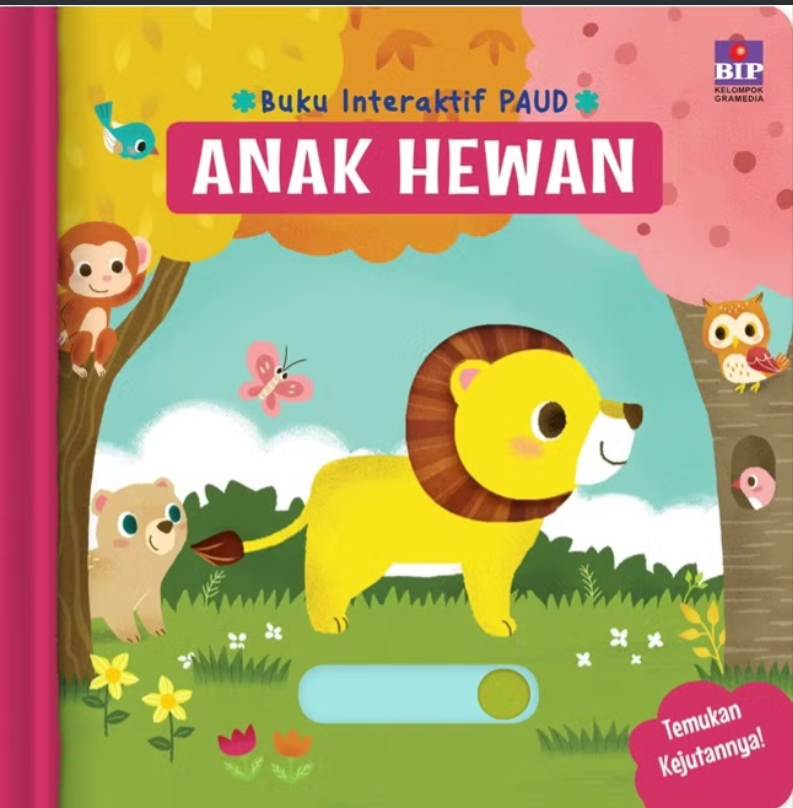 Buku Interaktif PAUD
BIP
KELOMPOK
GRAMEDIA
ANAK HEWAN
Temukan
Kejutannya!